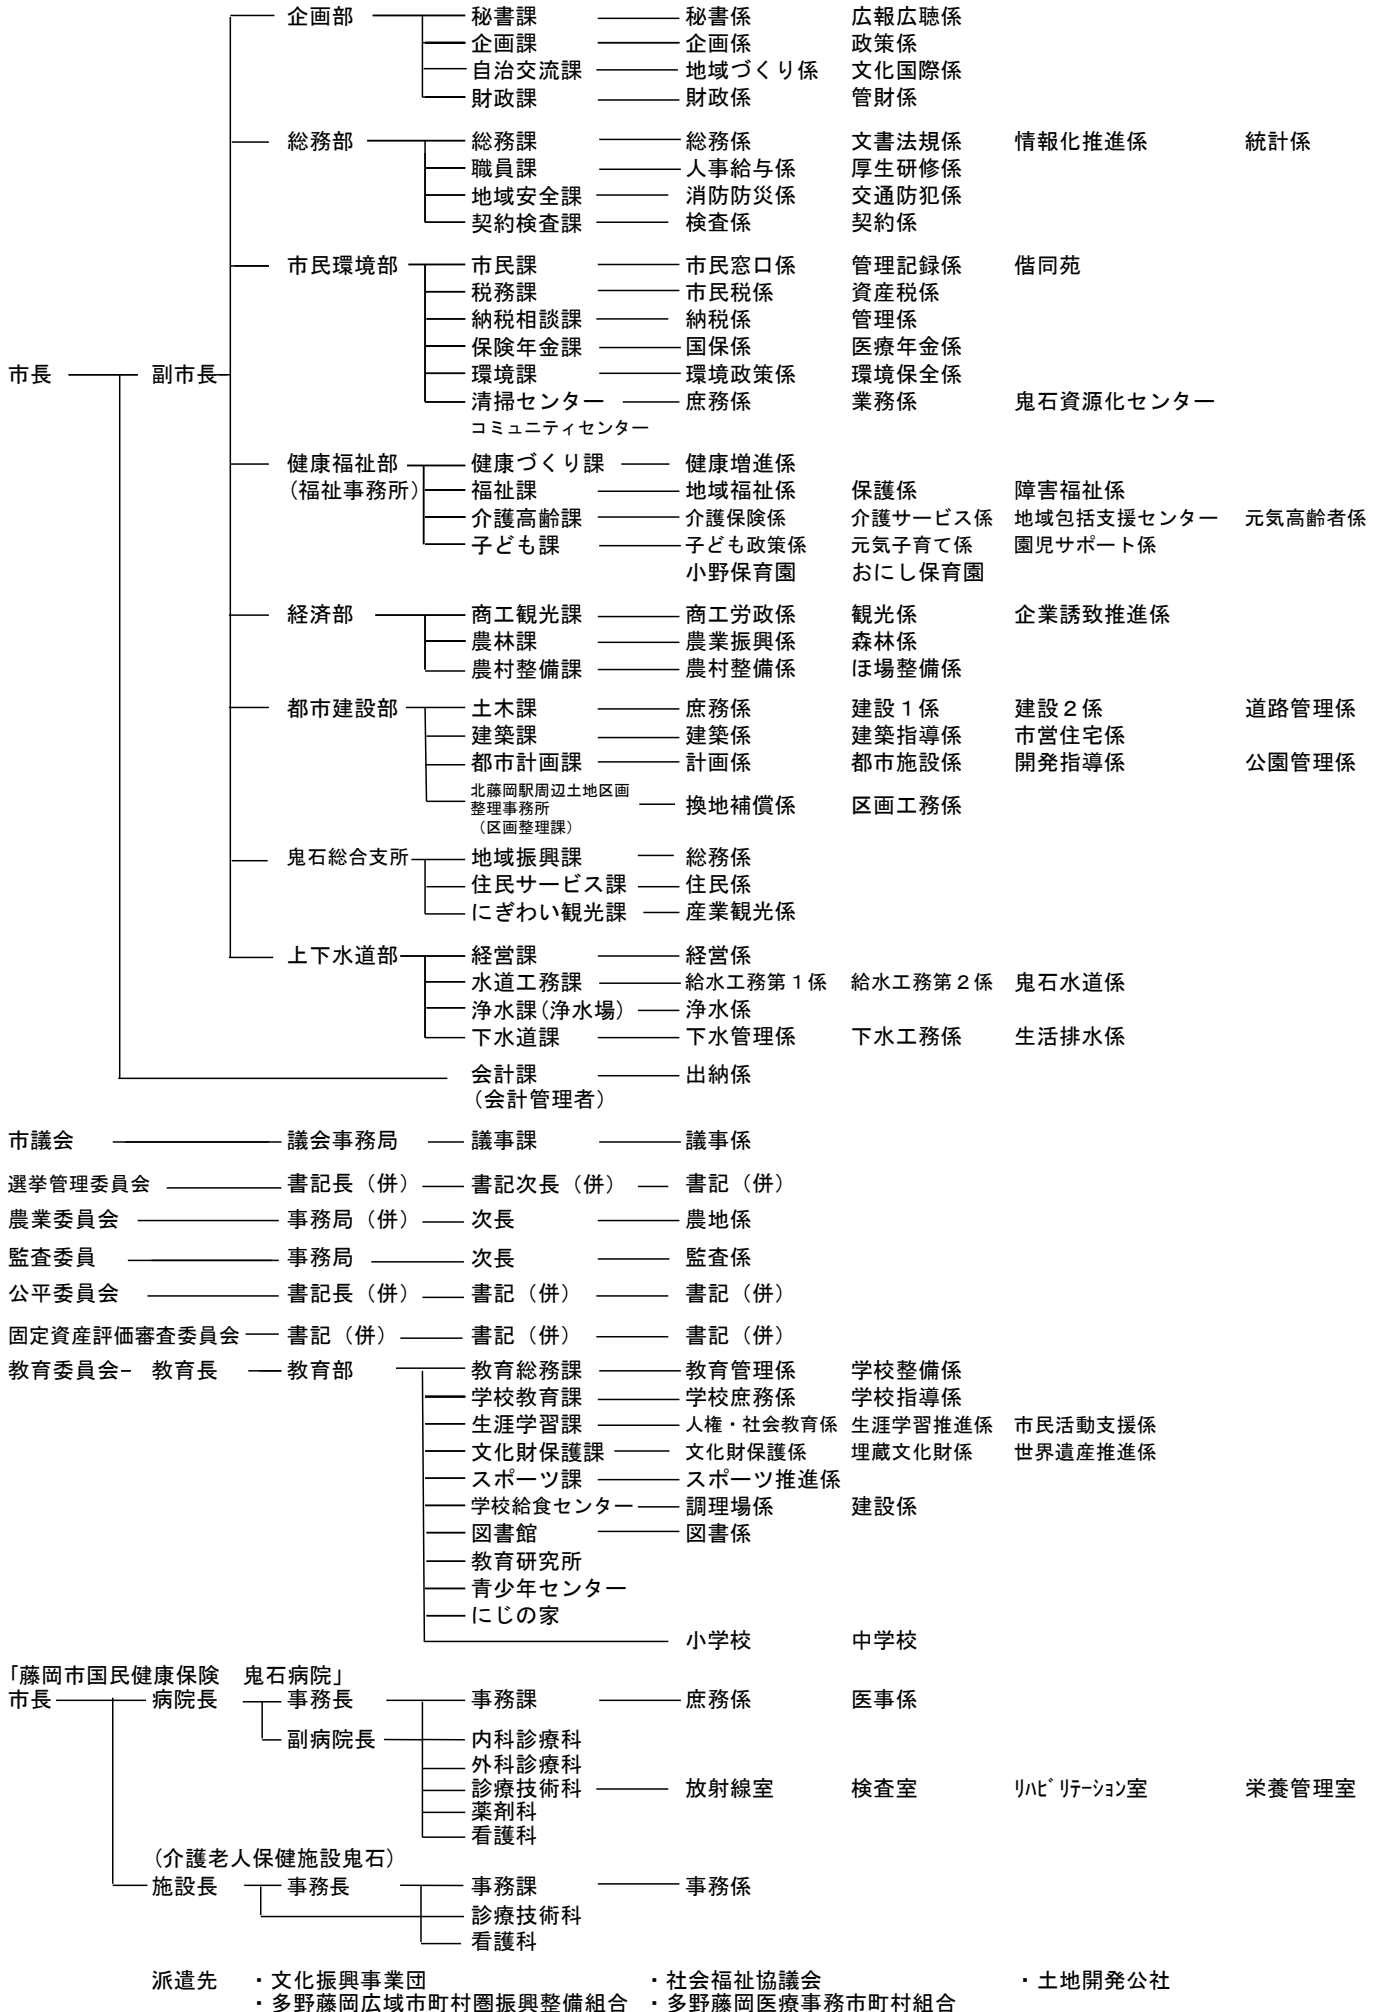 企画部 秘書課 秘書係 広報広聴係
企画課 企画係 政策係
自治交流課 地域づくり係 文化国際係
財政課 財政係 管財係
総務部 総務課 総務係 文書法規係 情報化推進係 統計係
職員課 人事給与係 厚生研修係
地域安全課 消防防災係 交通防犯係
契約検査課 検査係 契約係
市民環境部 市民課 市民窓口係 管理記録係 偕同苑
税務課 市民税係 資産税係
納税相談課 納税係 管理係
保険年金課 国保係 医療年金係
市長 副市長 環境課 環境政策係 環境保全係
清掃センター 庶務係 業務係 鬼石資源化センター
コミュニティセンター
健康福祉部 健康づくり課 健康増進係
(福祉事務所) 福祉課 地域福祉係 保護係 障害福祉係
介護高齢課 介護保険係 介護サービス係 地域包括支援センター 元気高齢者係
子ども課 子ども政策係 元気子育て係 園児サポート係
小野保育園 おにし保育園
経済部 商工観光課 商工労政係 観光係 企業誘致推進係
農林課 農業振興係 森林係
農村整備課 農村整備係 ほ場整備係
都市建設部 土木課 庶務係 建設1係 建設2係 道路管理係
建築課 建築係 建築指導係 市営住宅係
都市計画課 計画係 都市施設係 開発指導係 公園管理係
北藤岡駅周辺土地区画
整理事務所 換地補償係 区画工務係
(区画整理課)
鬼石総合支所 地域振興課 総務係
住民サービス課 住民係
にぎわい観光課 産業観光係
上下水道部 経営課 経営係
水道工務課 給水工務第1係 給水工務第2係 鬼石水道係
浄水課(浄水場) 浄水係
下水道課 下水管理係 下水工務係 生活排水係
会計課 出納係
(会計管理者)
市議会 議会事務局 議事課 議事係
選挙管理委員会 書記長(併) 書記次長(併) 書記(併)
農業委員会 事務局(併) 次長 農地係
監査委員 事務局 次長 監査係
公平委員会 書記長(併) 書記(併) 書記(併)
固定資産評価審査委員会 書記(併) 書記(併) 書記(併)
教育委員会 教育長 教育部 教育総務課 教育管理係 学校整備係
学校教育課 学校庶務係 学校指導係
生涯学習課 人権・社会教育係 生涯学習推進係 市民活動支援係
文化財保護課 文化財保護係 埋蔵文化財係 世界遺産推進係
スポーツ課 スポーツ推進係
学校給食センター 調理場係 建設係
図書館 図書係
教育研究所
青少年センター
にじの家
小学校 中学校
「藤岡市国民健康保険 鬼石病院」
市長 病院長 事務長 事務課 庶務係 医事係
副病院長 内科診療科
外科診療科
診療技術科 放射線室 検査室 ﾘﾊﾋﾞﾘﾃｰｼｮﾝ室 栄養管理室
薬剤科
看護科
(介護老人保健施設鬼石)
施設長 事務長 事務課 事務係
診療技術科
看護科
派遣先 ・文化振興事業団 ・社会福祉協議会 ・土地開発公社
・多野藤岡広域市町村圏振興整備組合 ・多野藤岡医療事務市町村組合